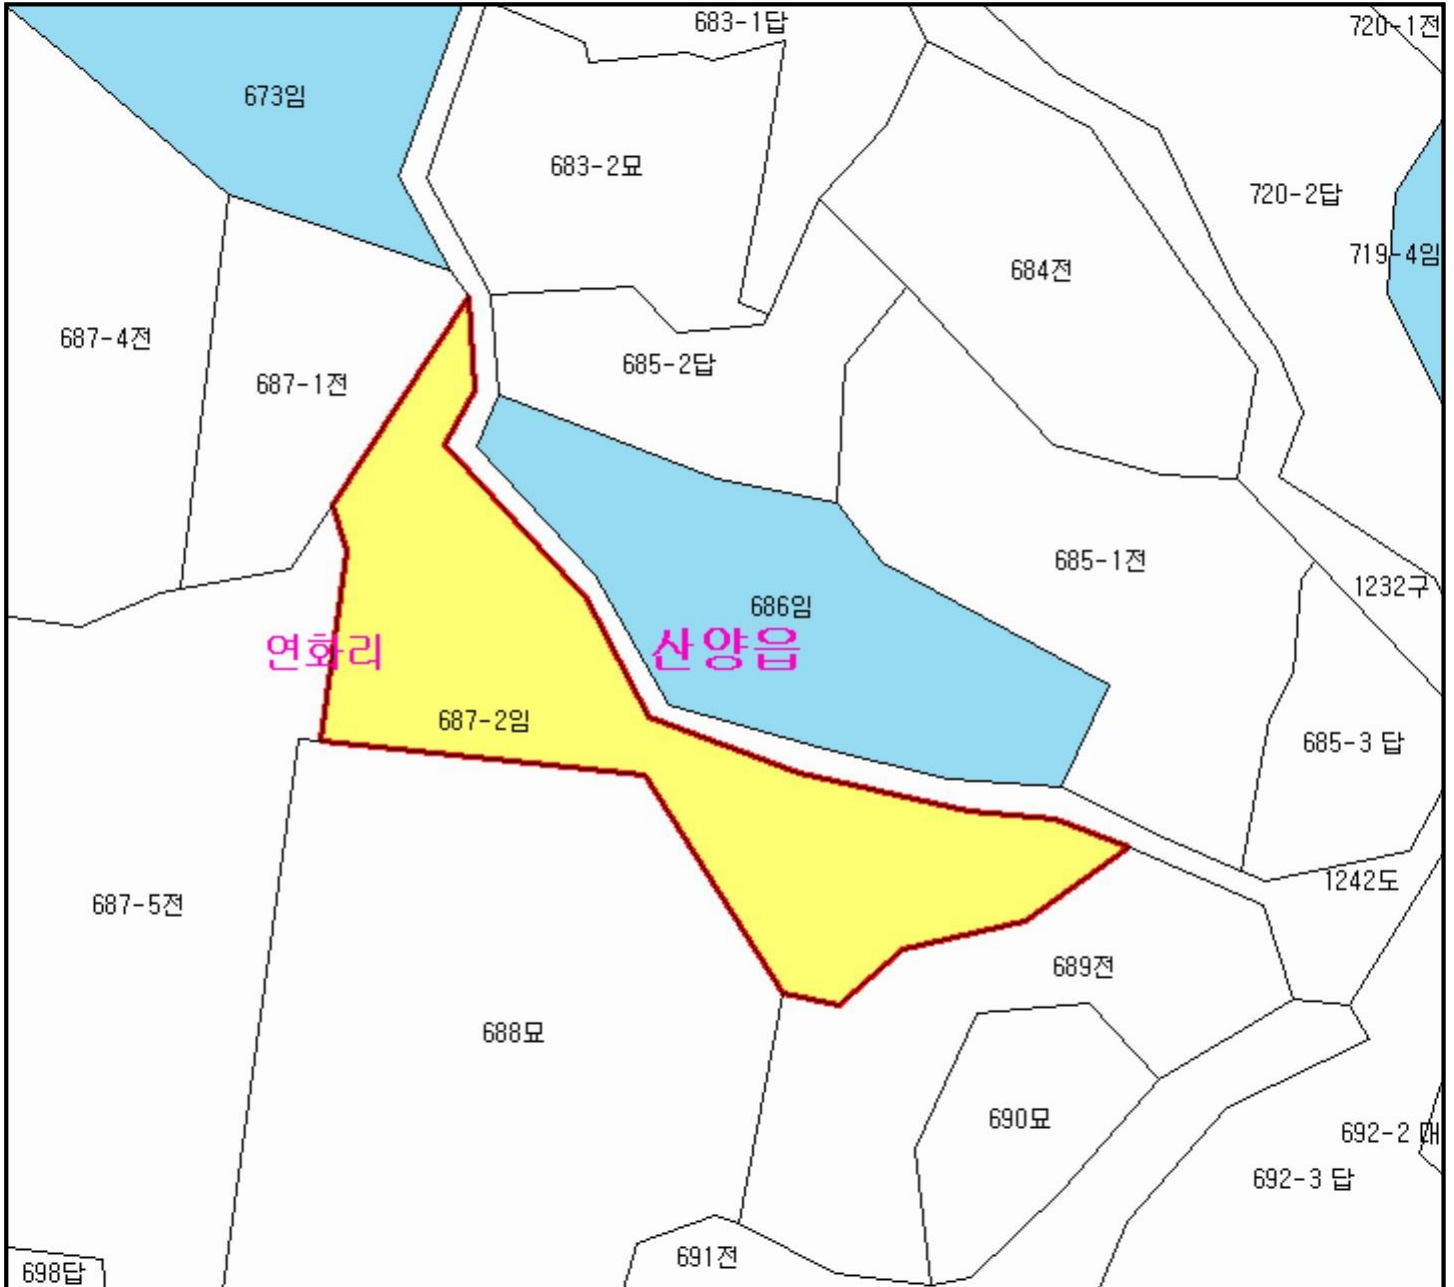 683-1답
720-1전
673임
683-2묘
720-2답
719-4임
684전
687-4전
685-2답
687-1전
685-1전
1232구
686임
연화리
산양읍
687-2임
685-3 답
1242도
687-5전
689전
688묘
690묘
692-2 대
692-3 답
691전
698답